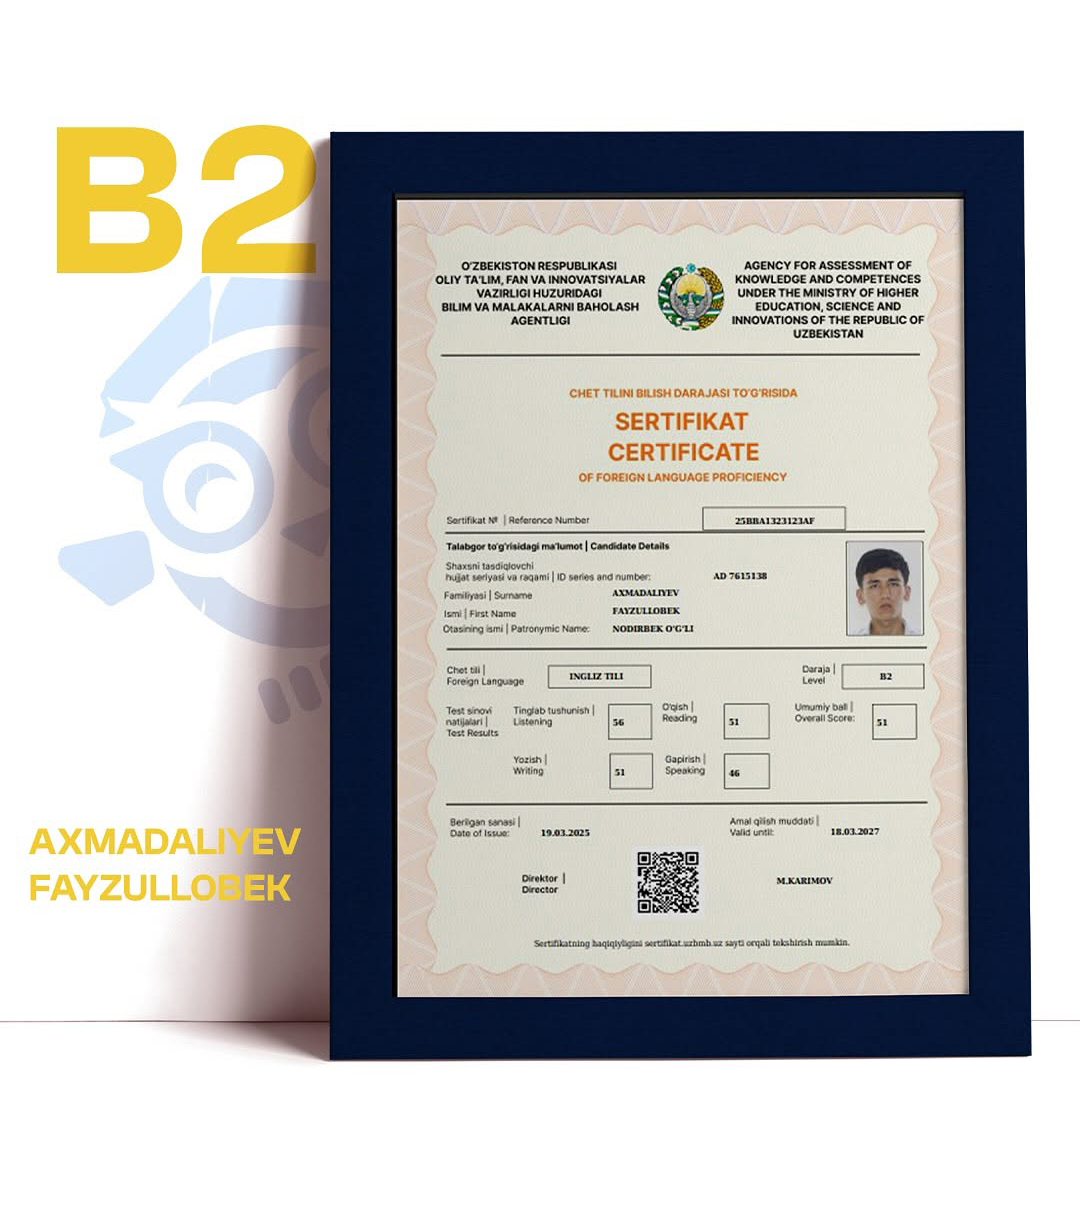 B2
O'ZBEKISTON RESPUBLIKASI
OLIY TA'LIM, FAN VA INNOVATSIYALAR
VAZIRLIGI HUZURIDAGI
BILIM VA MALAKALARNI BAHOLASH
AGENTLIGI
AGENCY FOR ASSESSMENT OF
KNOWLEDGE AND COMPETENCES
UNDER THE MINISTRY OF HIGHER
EDUCATION, SCIENCE AND
INNOVATIONS OF THE REPUBLIC OF
UZBEKISTAN
CHET TILINI BILISH DARAJASI TO'G'RISIDA
SERTIFIKAT
CERTIFICATE
OF FOREIGN LANGUAGE PROFICIENCY
Sertifikat № | Reference Number 25BBA1323123AF
Talabgor to'g'risidagi ma'lumot | Candidate Details
Shaxsni tasdiqlovchi
hujjat seriyasi va raqami | ID series and number: AD 7615138
Familiyasi | Surname AXMADALIYEV
Ismi | First Name FAYZULLOBEK
Otasining ismi | Patronymic Name: NODIRBEK O'G'LI
Chet tili |
Foreign Language INGLIZ TILI
Daraja |
Level B2
Test sinovi
natijalari |
Test Results
Tinglab tushunish |
Listening 56
O'qish |
Reading 51
Umumiy ball |
Overall Score: 51
Yozish |
Writing 51
Gapirish |
Speaking 46
Berilgan sanasi |
Date of Issue: 19.03.2025
Amal qilish muddati |
Valid until: 18.03.2027
Direktor |
Director
M.KARIMOV
Sertifikatning haqiqiyligini sertifikat.uzbmb.uz sayti orqali tekshirish mumkin.
AXMADALIYEV
FAYZULLOBEK